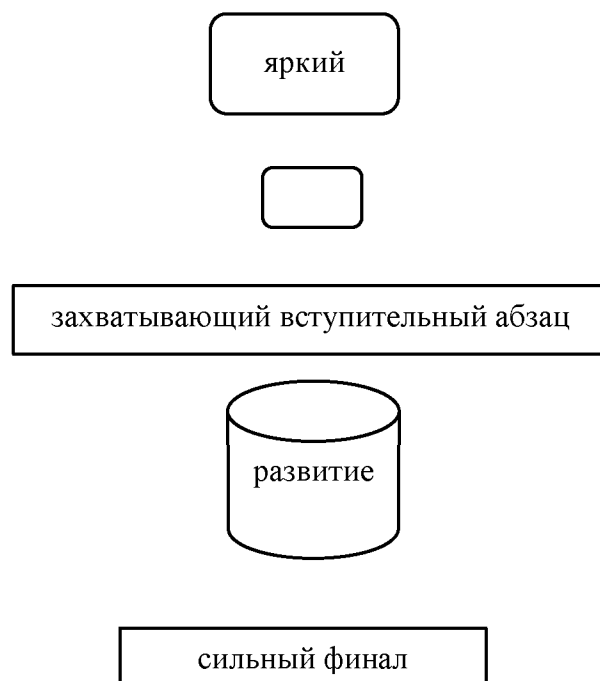 яркий
захватывающий вступительный абзац
развитие
сильный финал